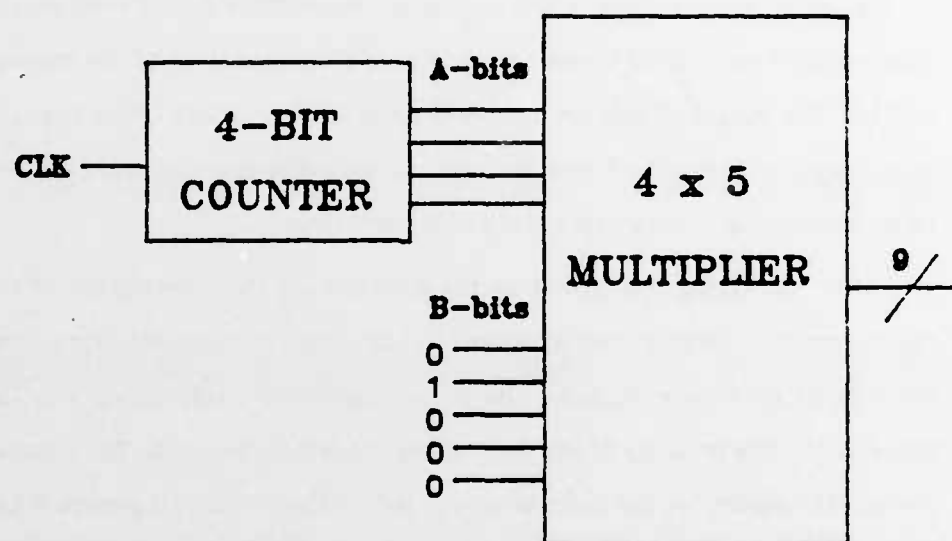 A-bits
4-BIT
COUNTER
CLK
4 x 5
MULTIPLIER
9
B-bits
0
1
0
0
0